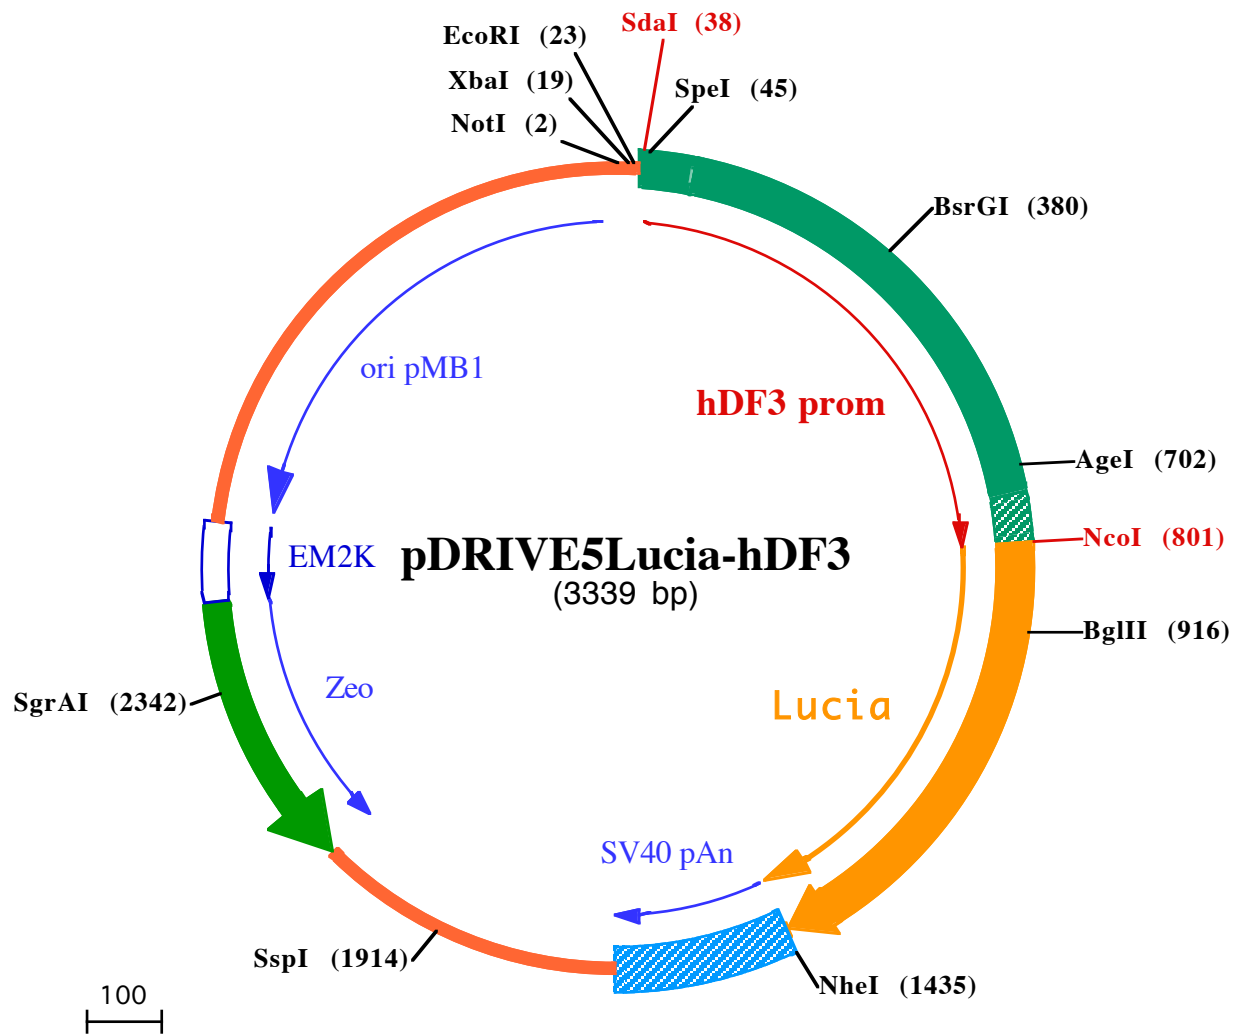 SdaI (38)
EcoRI (23)
XbaI (19)
SpeI (45)
NotI (2)
BsrGI (380)
ori pMB1
hDF3 prom
AgeI (702)
NcoI (801)
EM2K
pDRIVE5Lucia-hDF3
(3339 bp)
BglII (916)
Zeo
SgrAI (2342)
Lucia
SV40 pAn
SspI (1914)
NheI (1435)
100